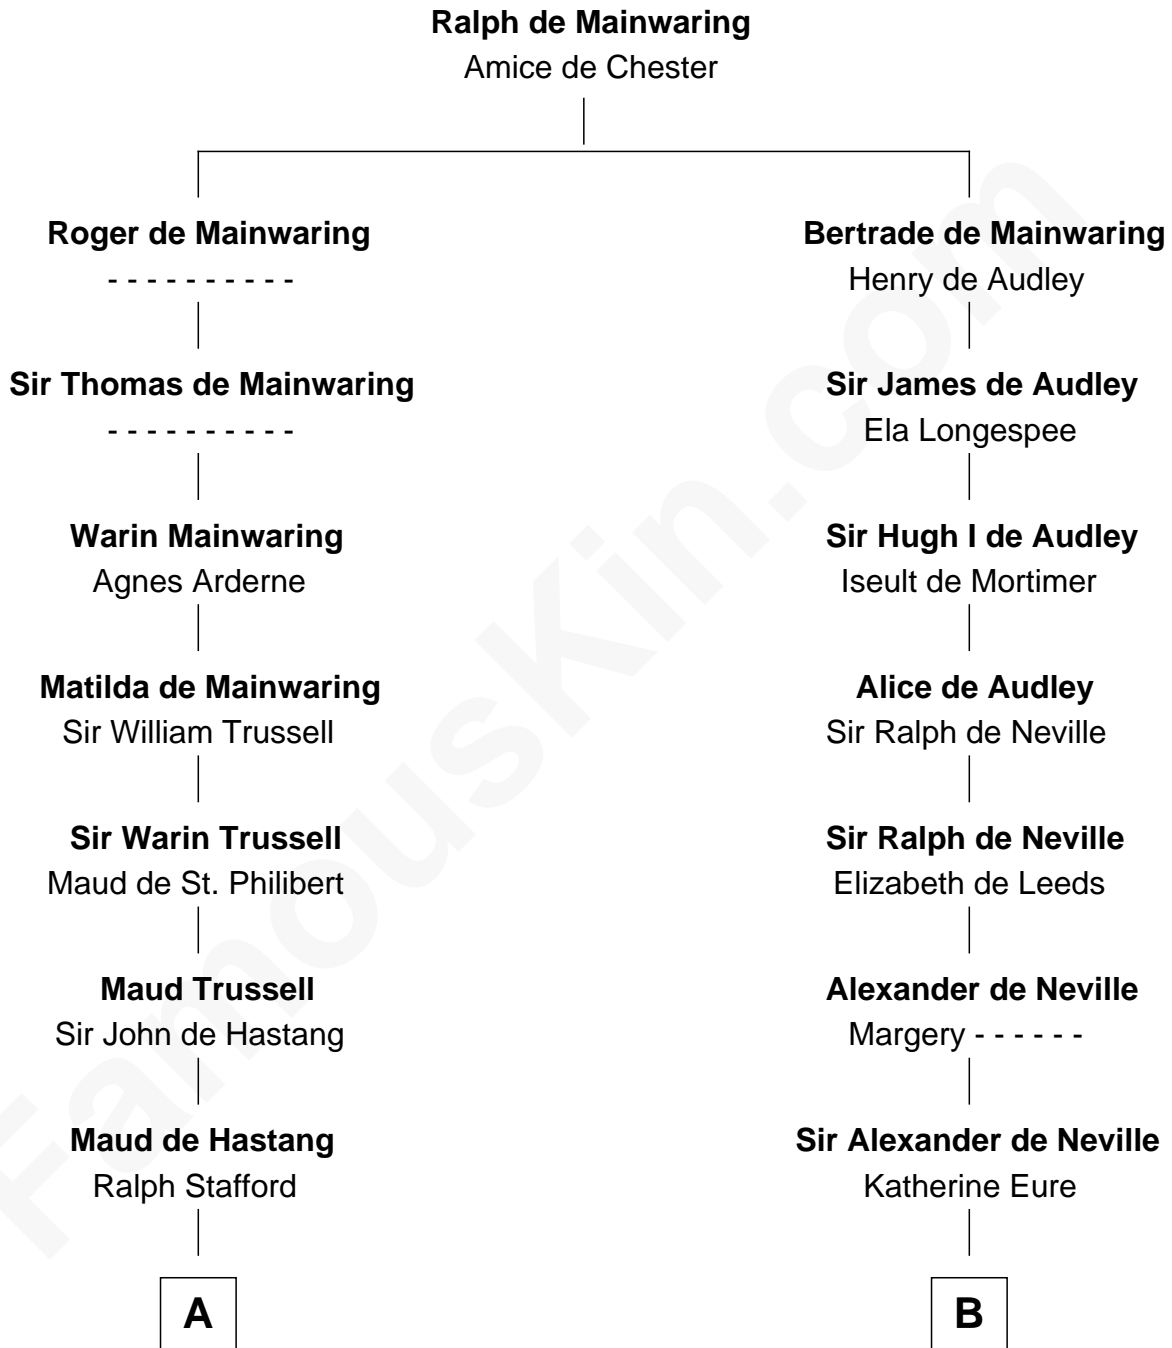 Ralph de Mainwaring
Amice de Chester
Roger de Mainwaring
- - - - - - - - - -
Sir Thomas de Mainwaring
- - - - - - - - - -
Warin Mainwaring
Agnes Arderne
Matilda de Mainwaring
Sir William Trussell
Sir Warin Trussell
Maud de St. Philibert
Maud Trussell
Sir John de Hastang
Maud de Hastang
Ralph Stafford
A
Bertrade de Mainwaring
Henry de Audley
Sir James de Audley
Ela Longespee
Sir Hugh I de Audley
Iseult de Mortimer
Alice de Audley
Sir Ralph de Neville
Sir Ralph de Neville
Elizabeth de Leeds
Alexander de Neville
Margery - - - - - -
Sir Alexander de Neville
Katherine Eure
B
FamousKin.com